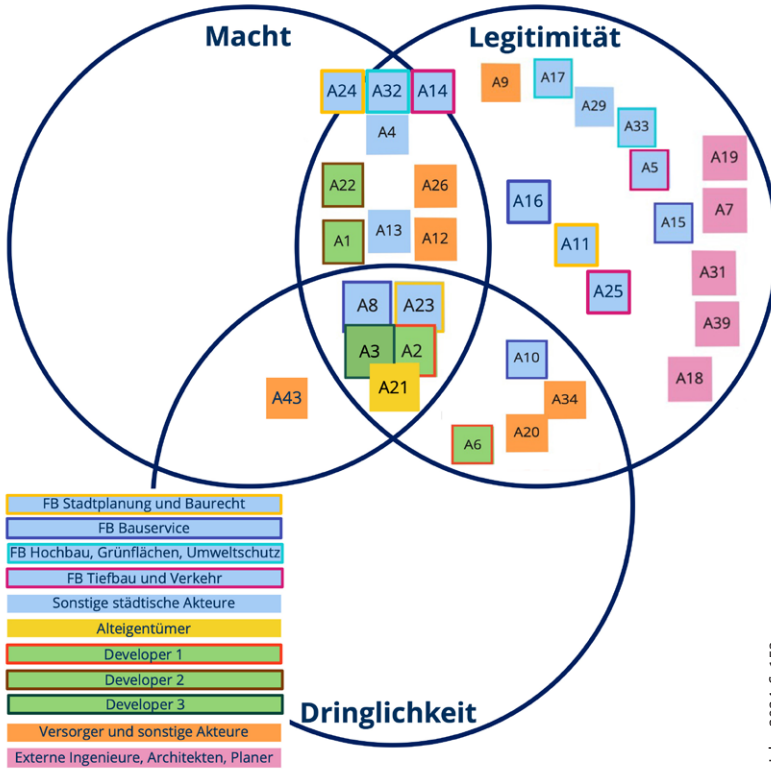 Macht
Legitimität
A24 A32 A14
A9 A17
A29
A4
A33
A5
A19
A22 A26
A16
A7
A15
A1 A13 A12
A11
A31
A25
A8 A23
A39
A3 A2
A10
A21
A18
A43
A34
A20
A6
FB Stadtplanung und Baurecht
FB Bauservice
FB Hochbau, Grünflächen, Umweltschutz
FB Tiefbau und Verkehr
Sonstige städtische Akteure
Alteigentümer
Developer 1
Developer 2
Developer 3
Versorger und sonstige Akteure
Externe Ingenieure, Architekten, Planer
Dringlichkeit